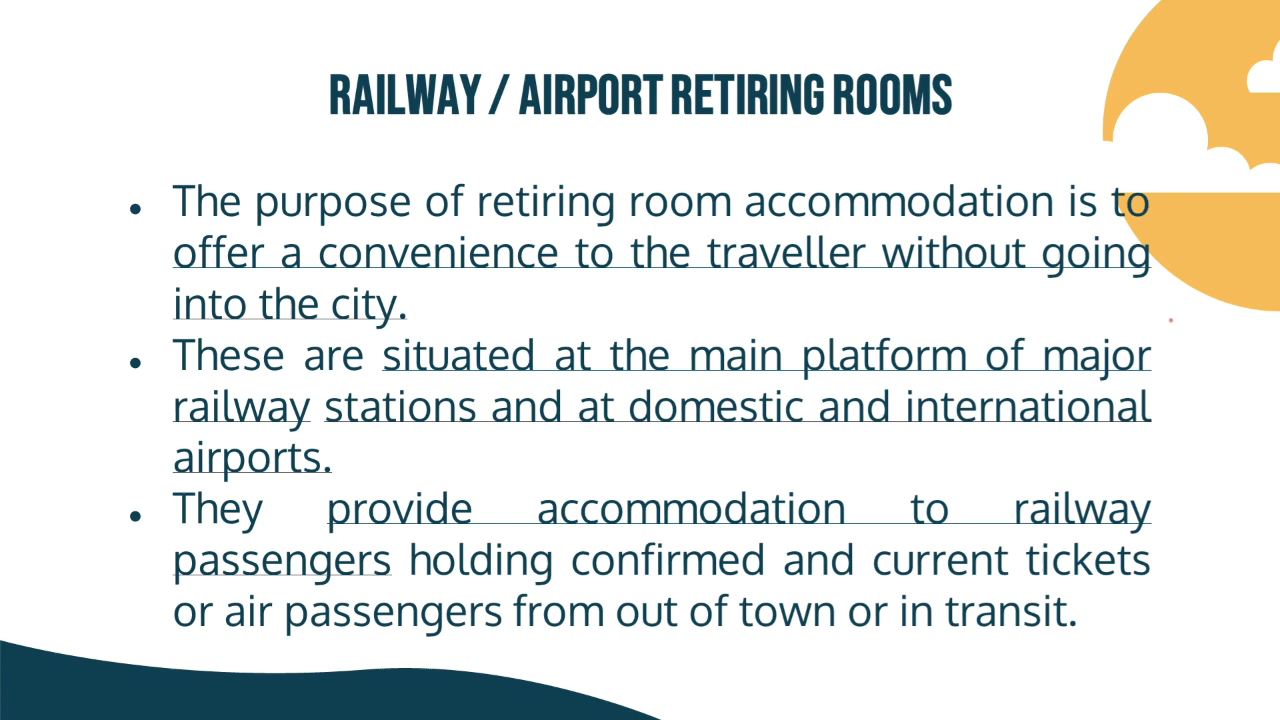 RAILWAY / AIRPORT RETIRING ROOMS
• The purpose of retiring room accommodation is to
offer a convenience to the traveller without going
into the city.
• These are situated at the main platform of major
railway stations and at domestic and international
airports.
• They provide accommodation to railway
passengers holding confirmed and current tickets
or air passengers from out of town or in transit.